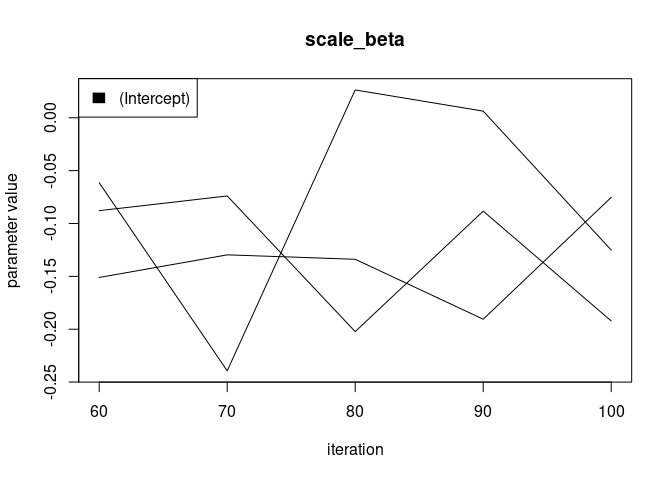 scale_beta
(Intercept)
parameter value
0.00
-0.05
-0.10
-0.15
-0.20
-0.25
60 70 80 90 100
iteration